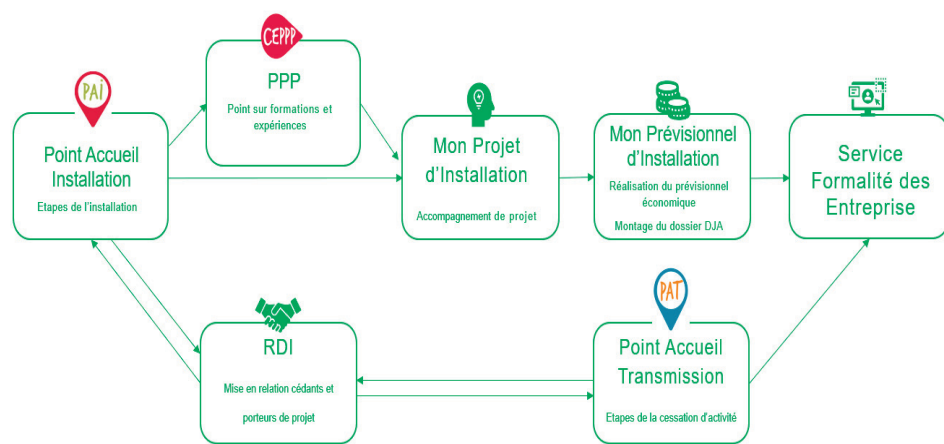 PAi
Point Accueil
Installation
Etapes de l'installation
CEPPP
PPP
Point sur formations et
expériences
Mon Projet
d'Installation
Accompagnement de projet
Mon Prévisionnel
d'Installation
Réalisation du prévisionnel
économique
Montage du dossier DJA
Service
Formalité des
Entreprise
RDI
Mise en relation cédants et
porteurs de projet
PAT
Point Accueil
Transmission
Etapes de la cessation d'activité